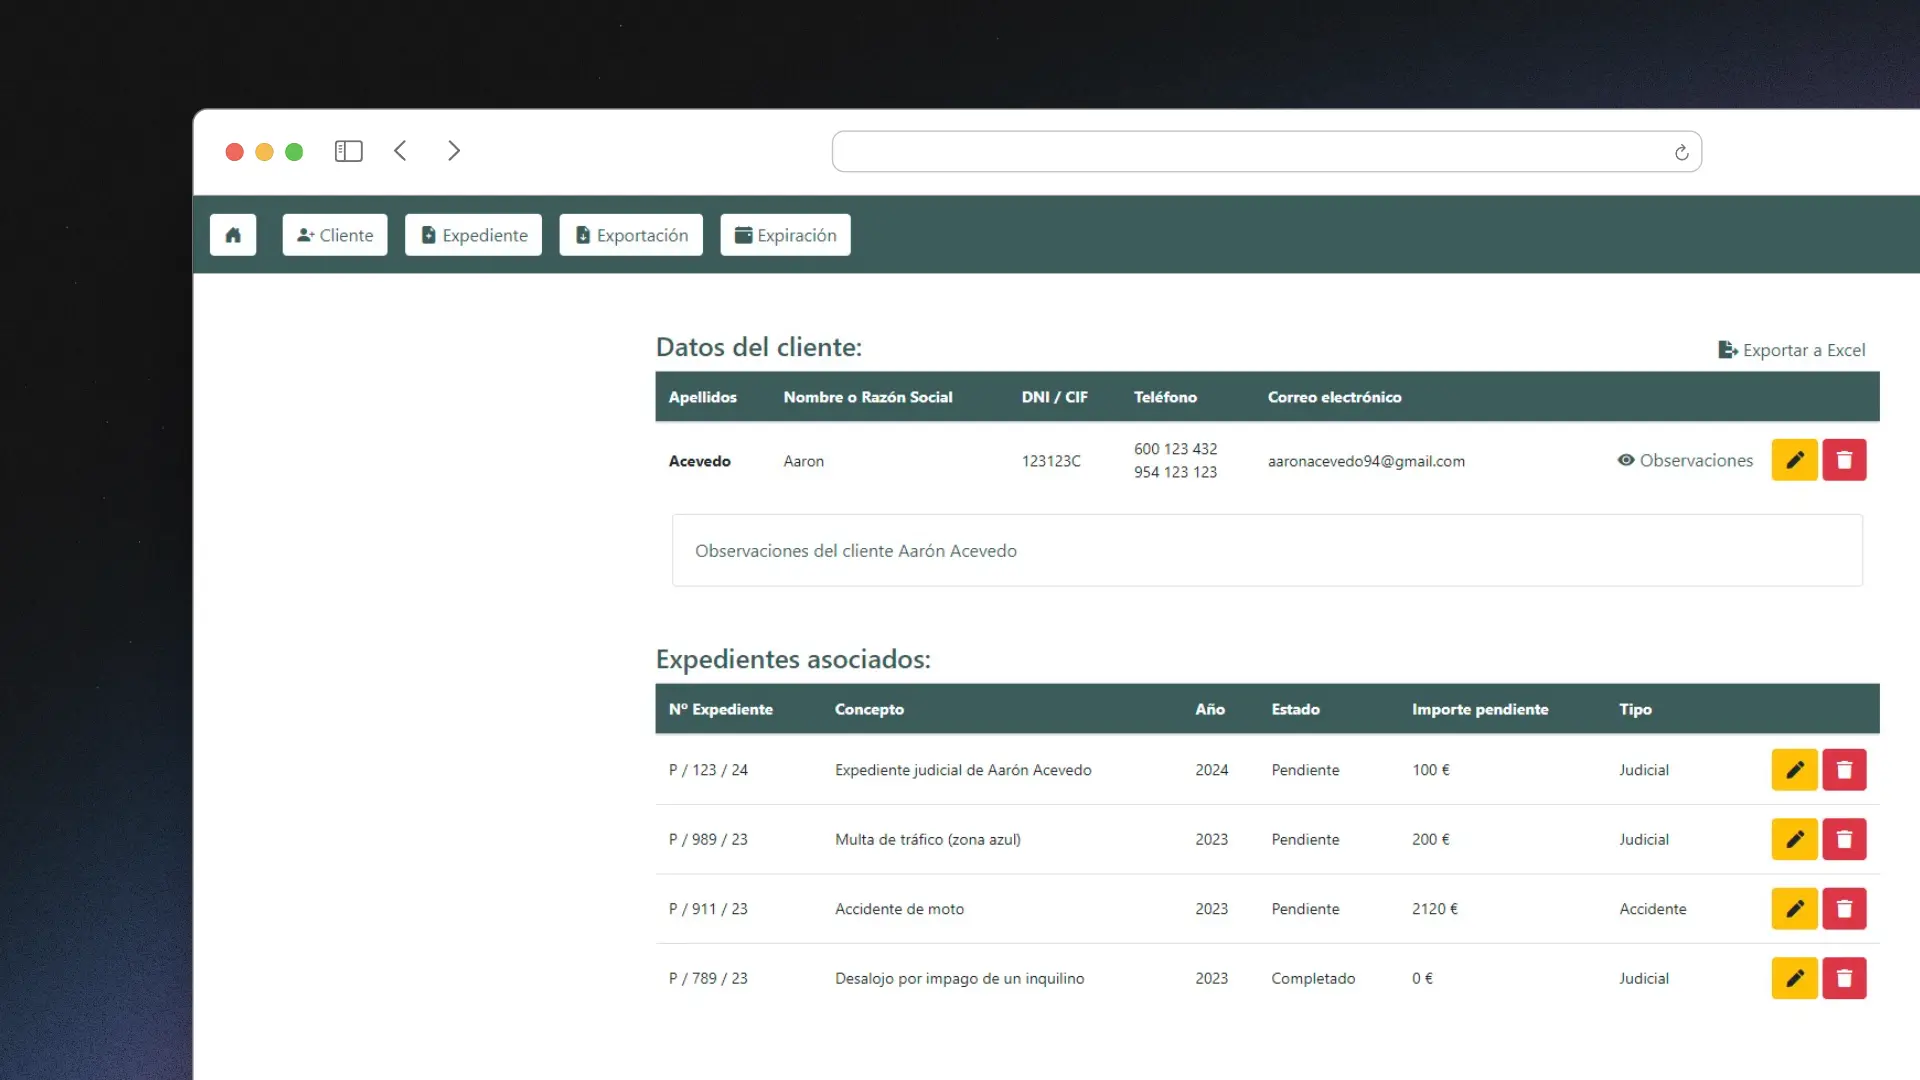 Cliente Expediente Exportación Expiración
Datos del cliente: Exportar a Excel
Apellidos Nombre o Razón Social DNI / CIF Teléfono Correo electrónico
Acevedo Aaron 123123C 600 123 432 aaronacevedo94@gmail.com Observaciones
954 123 123
Observaciones del cliente Aarón Acevedo
Expedientes asociados:
Nº Expediente Concepto Año Estado Importe pendiente Tipo
P / 123 / 24 Expediente judicial de Aarón Acevedo 2024 Pendiente 100 € Judicial
P / 989 / 23 Multa de tráfico (zona azul) 2023 Pendiente 200 € Judicial
P / 911 / 23 Accidente de moto 2023 Pendiente 2120 € Accidente
P / 789 / 23 Desalojo por impago de un inquilino 2023 Completado 0 € Judicial